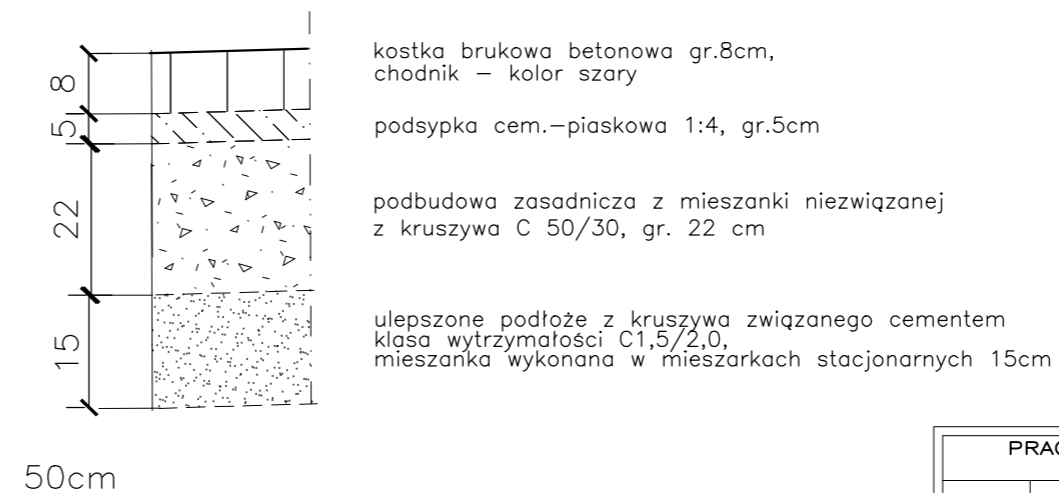 8
kostka brukowa betonowa gr.8cm,
chodnik – kolor szary
5
podsypka cem.–piaskowa 1:4, gr.5cm
22
podbudowa zasadnicza z mieszanki niezwiązanej
z kruszywa C 50/30, gr. 22 cm
15
ulepszone podłoże z kruszywa związanego cementem
klasa wytrzymałości C1,5/2,0,
mieszanka wykonana w mieszarkach stacjonarnych 15cm
50cm
PRAC